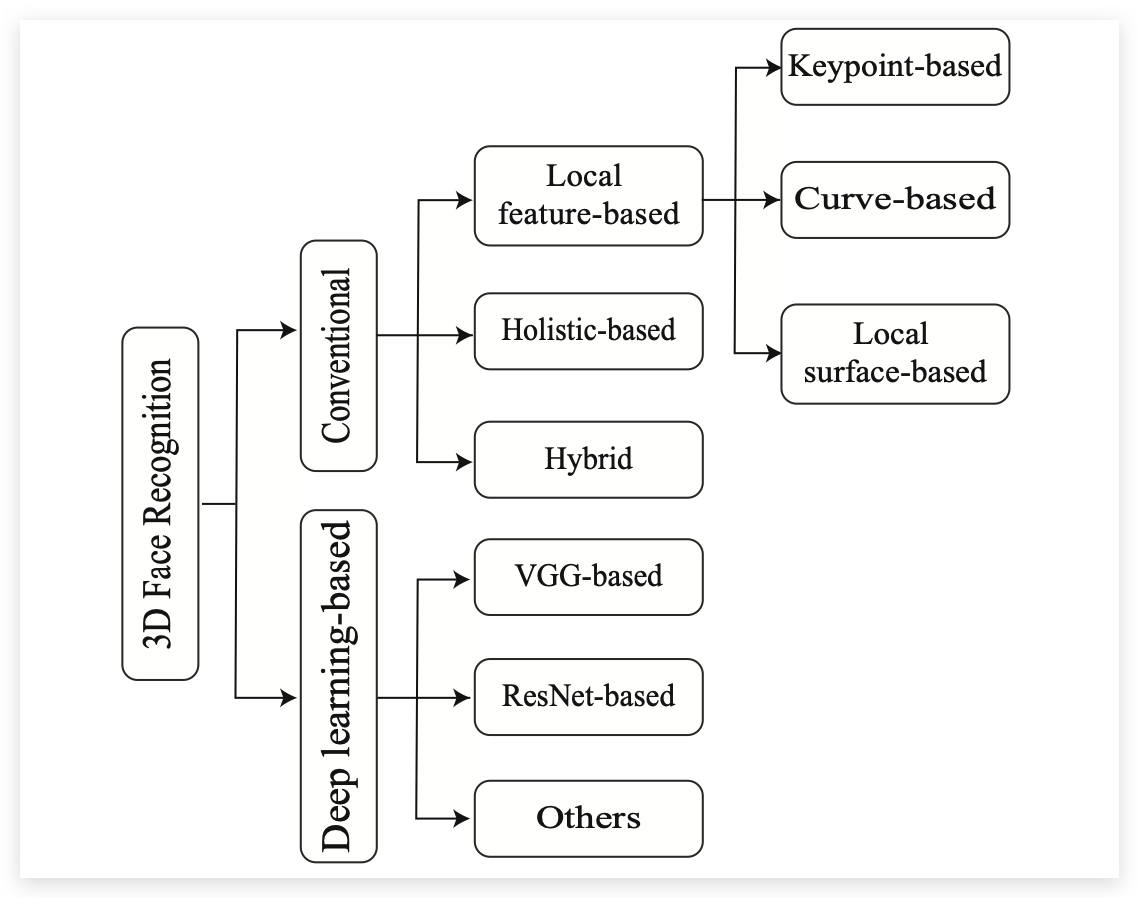 3D Face Recognition
Conventional
Local
feature-based
Keypoint-based
Curve-based
Local
surface-based
Holistic-based
Hybrid
Deep learning-based
VGG-based
ResNet-based
Others